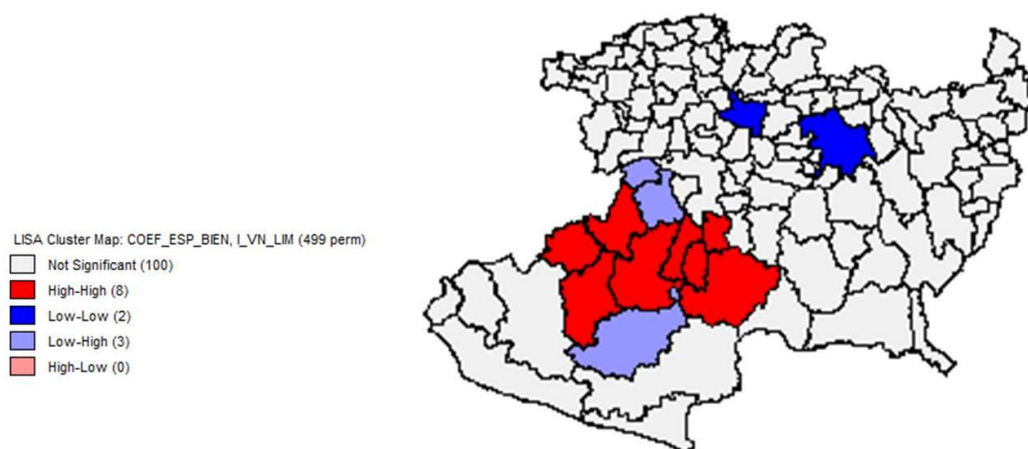 LISA Cluster Map: COEF_ESP_BIEN, I_VN_LIM (499 perm)
Not Significant (100)
High-High (8)
Low-Low (2)
Low-High (3)
High-Low (0)